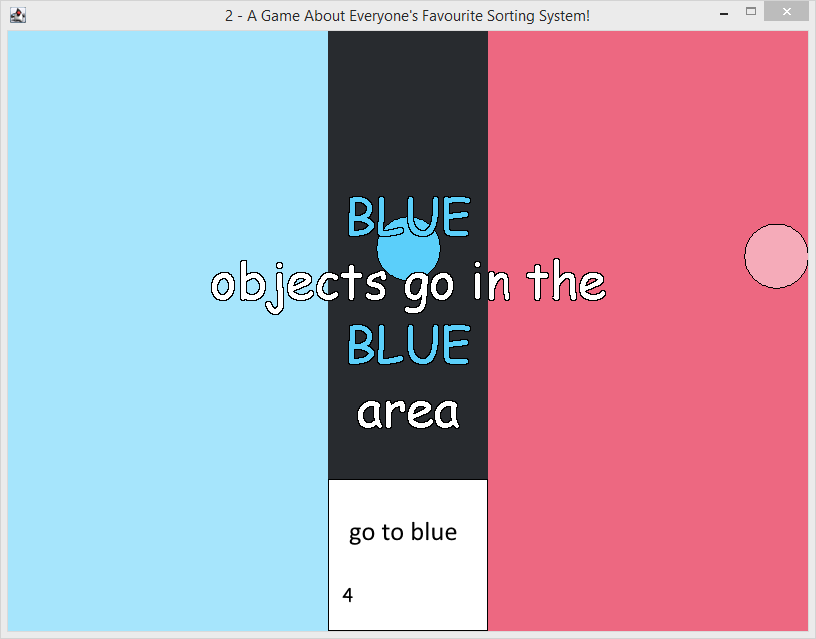 2 - A Game About Everyone's Favourite Sorting System!
BLUE
objects go in the
BLUE
area
go to blue
4